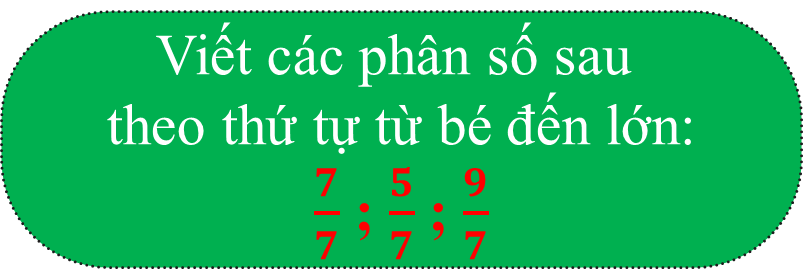 Viết các phân số sau
theo thứ tự từ bé đến lớn:
7/7 ; 5/7 ; 9/7